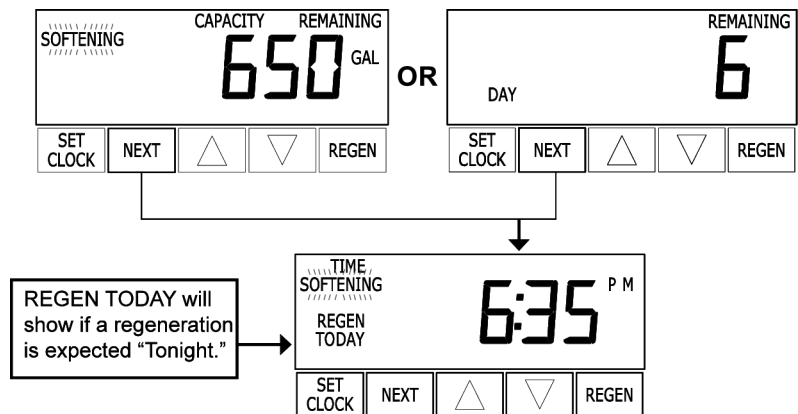 CAPACITY REMAINING
SOFTENING
650 GAL
SET CLOCK
NEXT
REGEN
OR
REMAINING
DAY
6
SET CLOCK
NEXT
REGEN
REGEN TODAY will
show if a regeneration
is expected “Tonight.”
TIME
SOFTENING
REGEN
TODAY
6:35 PM
SET CLOCK
NEXT
REGEN